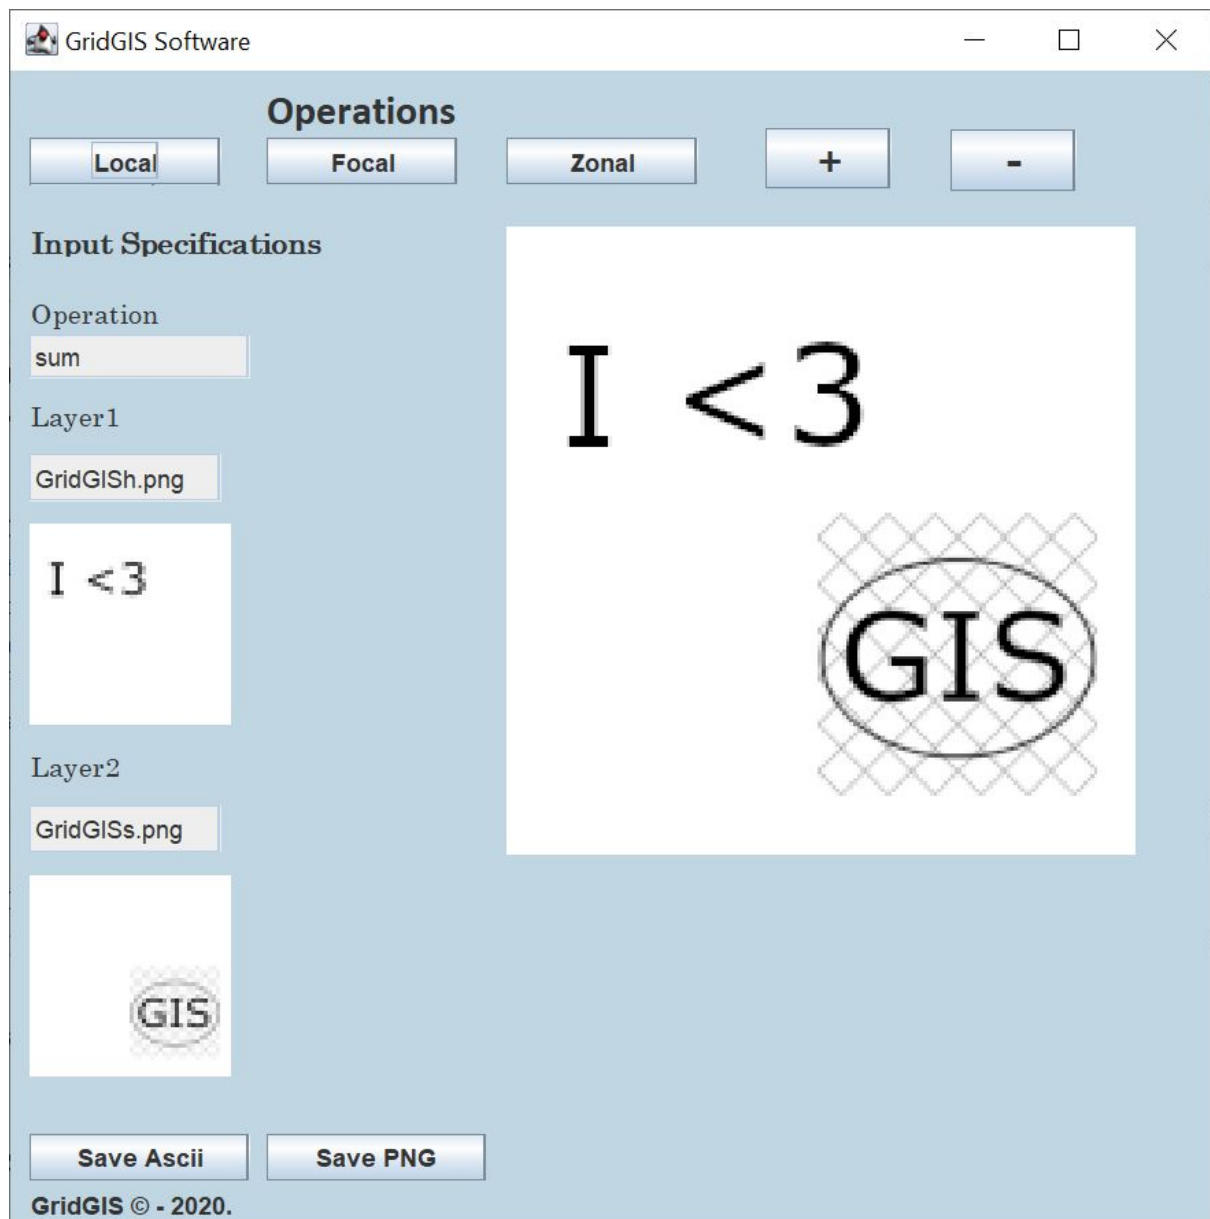 GridGIS Software
Operations
Local Focal Zonal + -
Input Specifications
Operation
sum
Layer1
GridGISh.png
I <3
Layer2
GridGISs.png
GIS
I <3
GIS
Save Ascii Save PNG
GridGIS © - 2020.